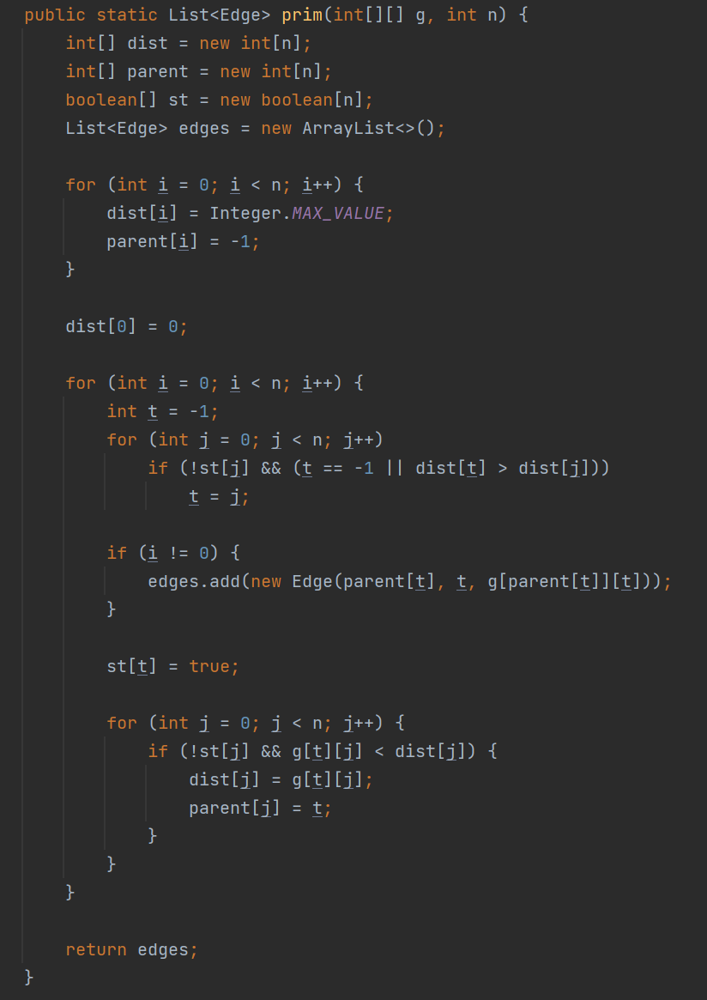 public static List<Edge> prim(int[][] g, int n) {
    int[] dist = new int[n];
    int[] parent = new int[n];
    boolean[] st = new boolean[n];
    List<Edge> edges = new ArrayList<>();

    for (int i = 0; i < n; i++) {
        dist[i] = Integer.MAX_VALUE;
        parent[i] = -1;
    }

    dist[0] = 0;

    for (int i = 0; i < n; i++) {
        int t = -1;
        for (int j = 0; j < n; j++)
            if (!st[j] && (t == -1 || dist[t] > dist[j]))
                t = j;

        if (i != 0) {
            edges.add(new Edge(parent[t], t, g[parent[t]][t]));
        }

        st[t] = true;

        for (int j = 0; j < n; j++) {
            if (!st[j] && g[t][j] < dist[j]) {
                dist[j] = g[t][j];
                parent[j] = t;
            }
        }
    }

    return edges;
}